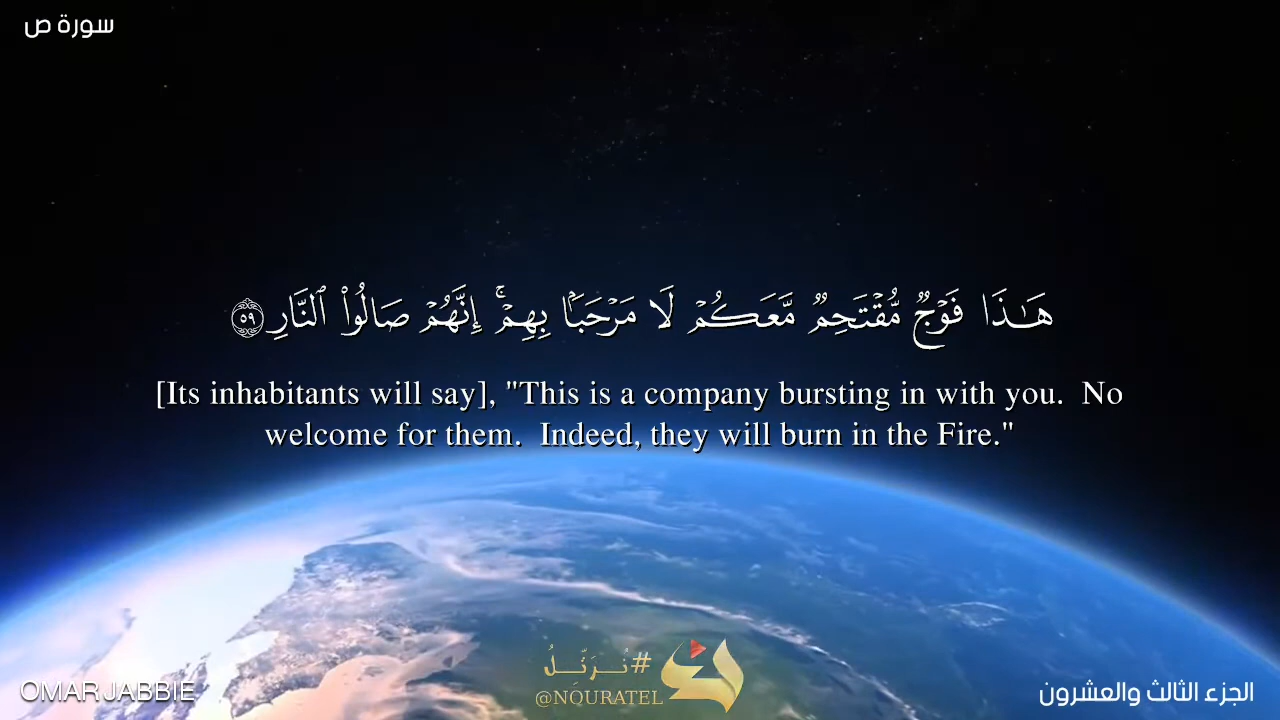 سورة ص
هَـٰذَا فَوْجٌ مُّقْتَحِمٌ مَّعَكُمْ لَا مَرْحَبًۢا بِهِمْ ۚ إِنَّهُمْ صَالُوا۟ ٱلنَّارِ ٥٩
[Its inhabitants will say], "This is a company bursting in with you.  No
welcome for them.  Indeed, they will burn in the Fire."
#نُرَتِّلُ
@NQURATEL
OMAR JABBIE
الجزء الثالث والعشرون